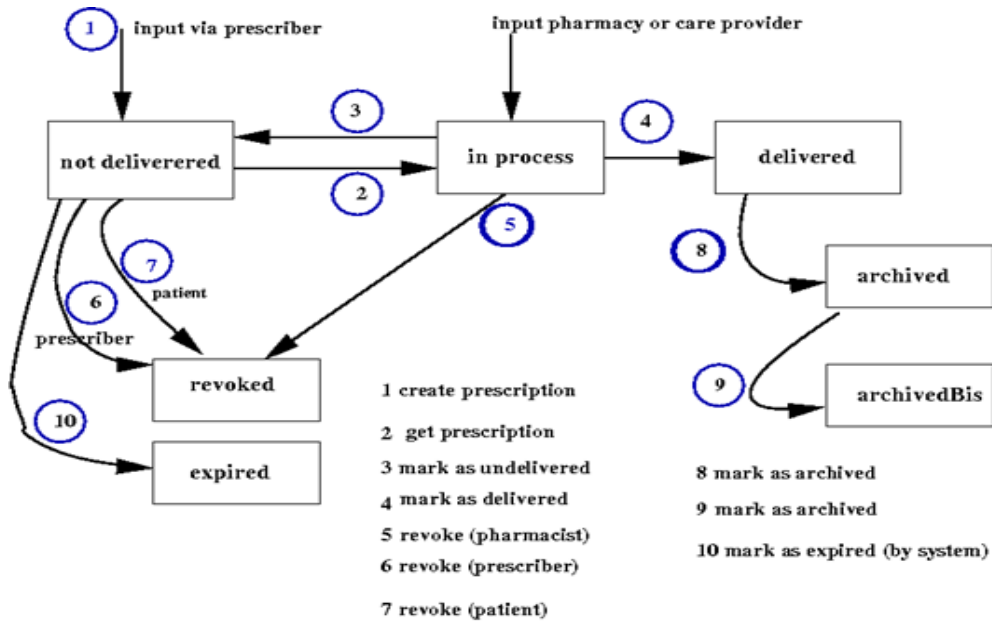 1 input via prescriber
input pharmacy or care provider
3
4
not deliverered
in process
delivered
2
5
7
8
archived
6
patient
prescriber
revoked
9
archivedBis
10
expired
1 create prescription
2 get prescription
3 mark as undelivered
4 mark as delivered
5 revoke (pharmacist)
6 revoke (prescriber)
7 revoke (patient)
8 mark as archived
9 mark as archived
10 mark as expired (by system)